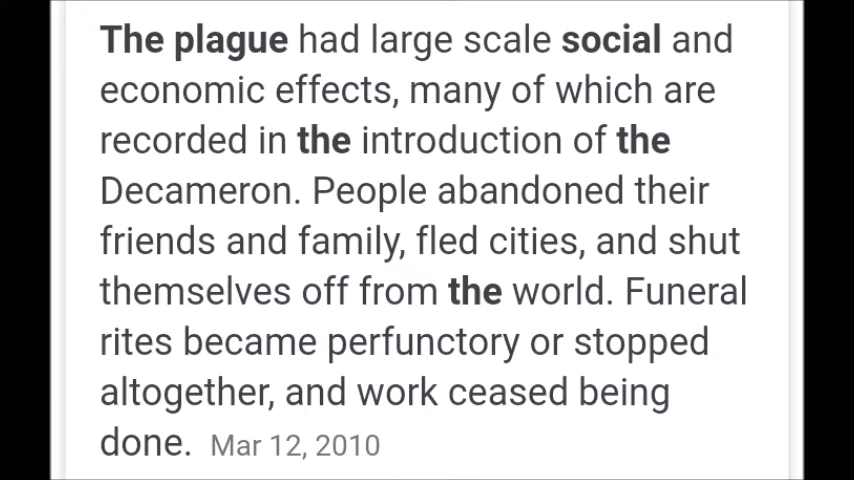 The plague had large scale social and
economic effects, many of which are
recorded in the introduction of the
Decameron. People abandoned their
friends and family, fled cities, and shut
themselves off from the world. Funeral
rites became perfunctory or stopped
altogether, and work ceased being
done. Mar 12, 2010